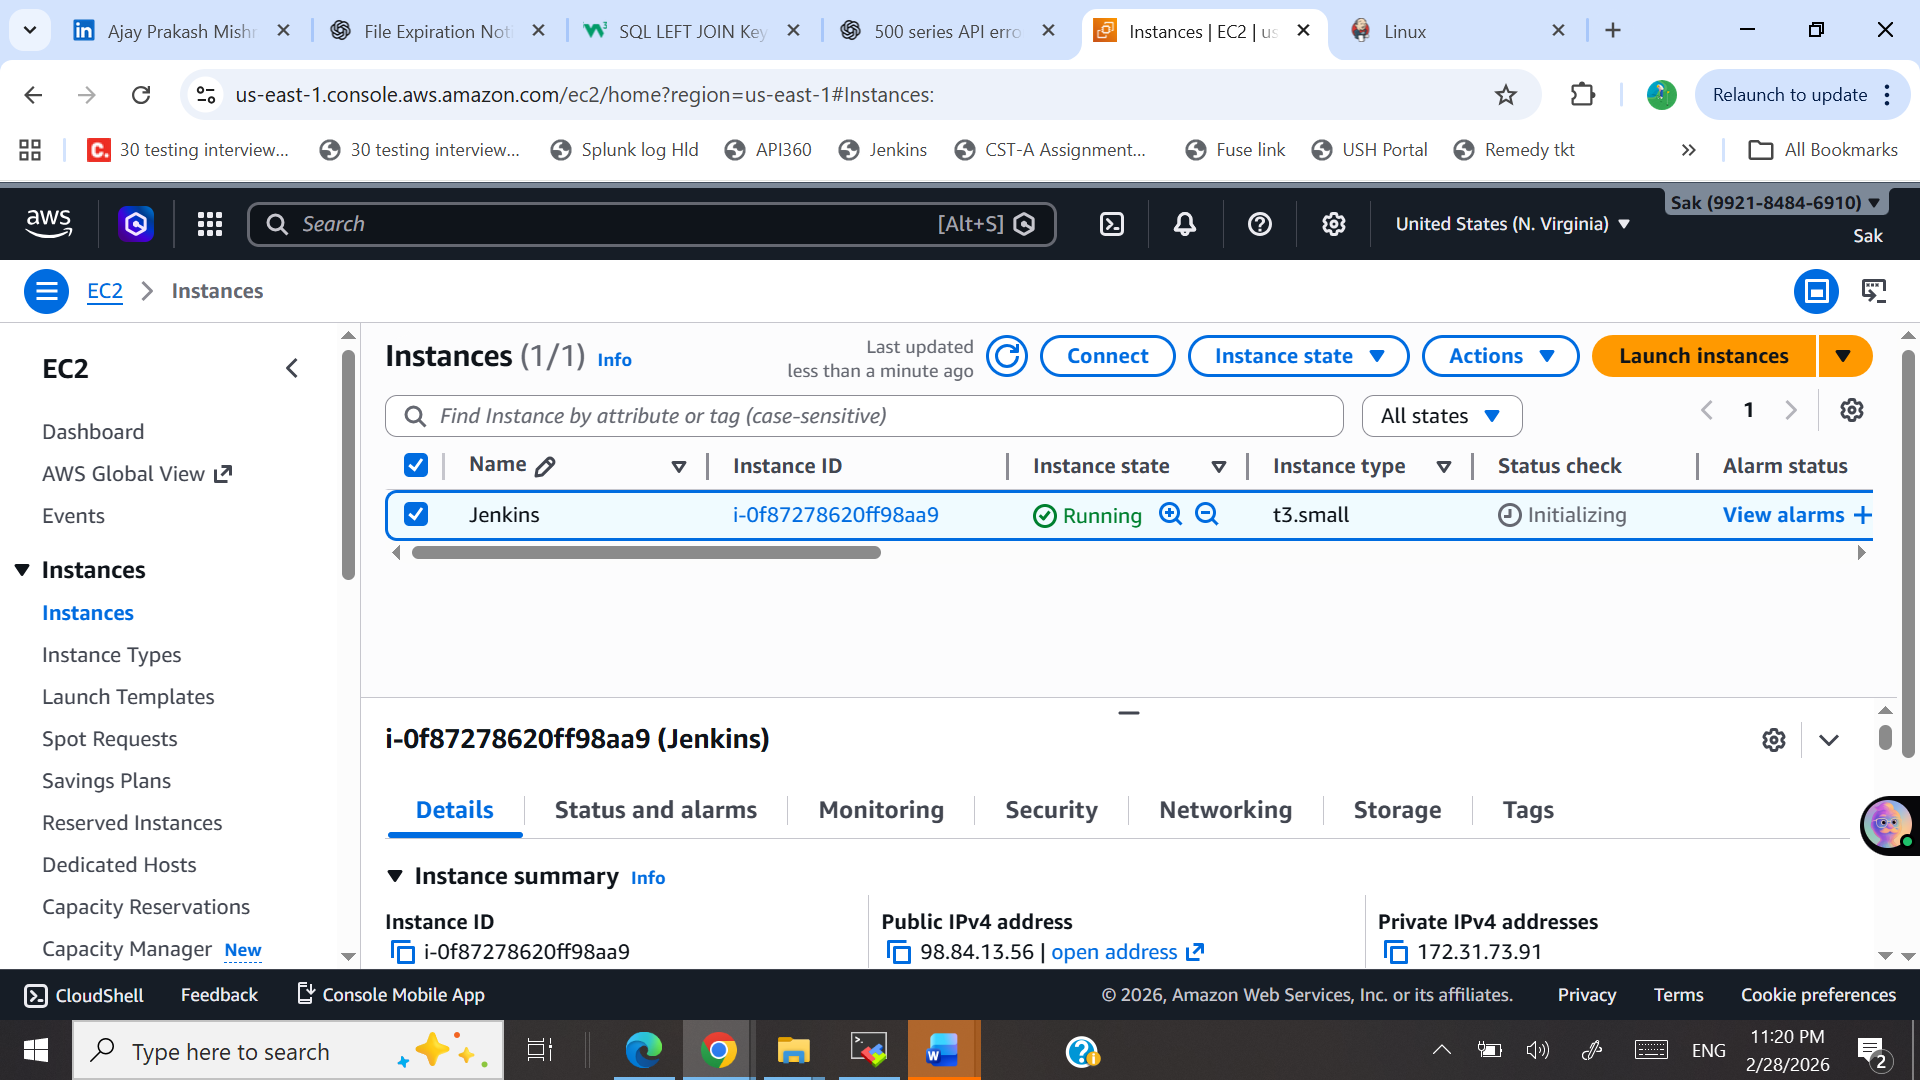 Ajay Prakash Mishr
File Expiration Noti
SQL LEFT JOIN Key
500 series API erro
Instances | EC2 | us
Linux
us-east-1.console.aws.amazon.com/ec2/home?region=us-east-1#Instances:
Relaunch to update
30 testing interview...
30 testing interview...
Splunk log Hld
API360
Jenkins
CST-A Assignment...
Fuse link
USH Portal
Remedy tkt
All Bookmarks
aws
Search
[Alt+S]
United States (N. Virginia)
Sak (9921-8484-6910)
Sak
EC2
Instances
EC2
Dashboard
AWS Global View
Events
Instances
Instances
Instance Types
Launch Templates
Spot Requests
Savings Plans
Reserved Instances
Dedicated Hosts
Capacity Reservations
Capacity Manager New
Instances (1/1) Info
Last updated
less than a minute ago
Connect
Instance state
Actions
Launch instances
Find Instance by attribute or tag (case-sensitive)
All states
1
Name
Instance ID
Instance state
Instance type
Status check
Alarm status
Jenkins
i-0f87278620ff98aa9
Running
t3.small
Initializing
View alarms +
i-0f87278620ff98aa9 (Jenkins)
Details
Status and alarms
Monitoring
Security
Networking
Storage
Tags
Instance summary Info
Instance ID
i-0f87278620ff98aa9
Public IPv4 address
98.84.13.56 | open address
Private IPv4 addresses
172.31.73.91
CloudShell
Feedback
Console Mobile App
© 2026, Amazon Web Services, Inc. or its affiliates.
Privacy
Terms
Cookie preferences
Type here to search
ENG
11:20 PM
2/28/2026
2